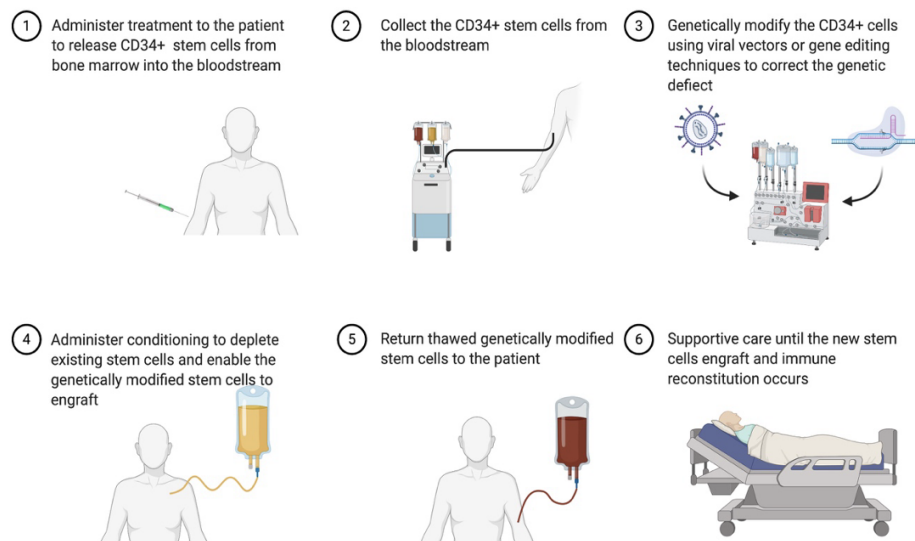 1
Administer treatment to the patient
to release CD34+ stem cells from
bone marrow into the bloodstream
2
Collect the CD34+ stem cells from
the bloodstream
3
Genetically modify the CD34+ cells
using viral vectors or gene editing
techniques to correct the genetic
defiect
4
Administer conditioning to deplete
existing stem cells and enable the
genetically modified stem cells to
engraft
5
Return thawed genetically modified
stem cells to the patient
6
Supportive care until the new stem
cells engraft and immune
reconstitution occurs